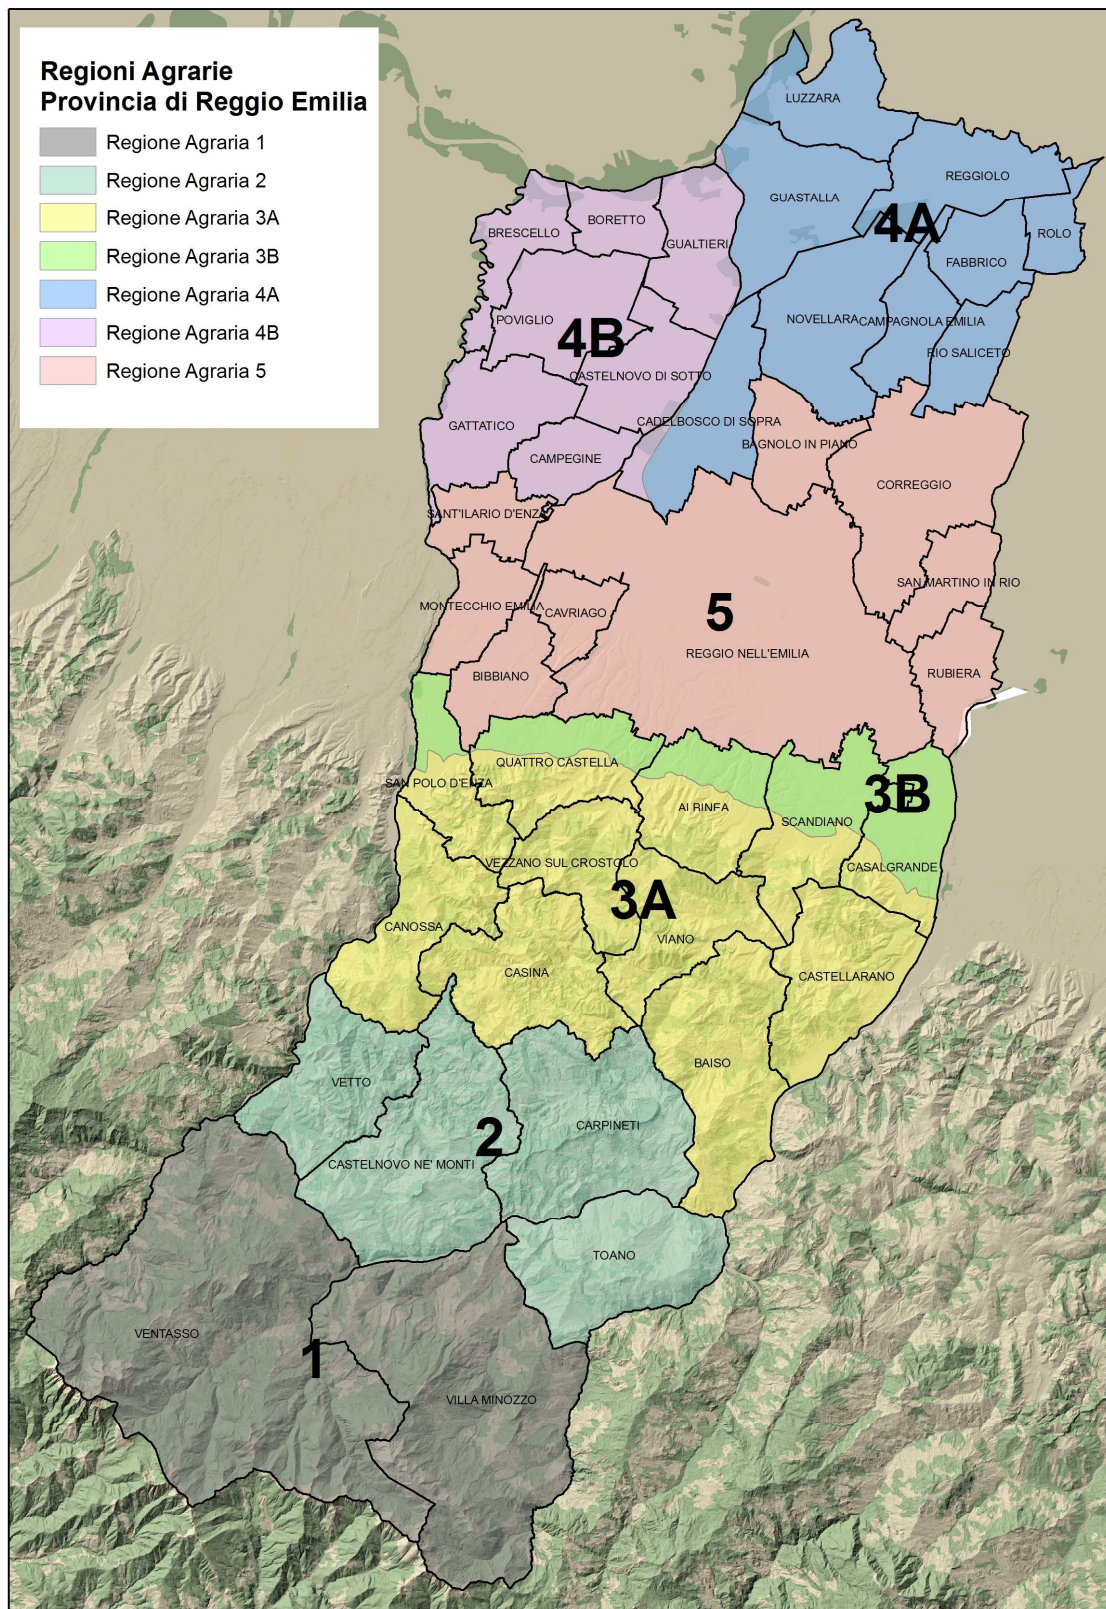 Regioni Agrarie
Provincia di Reggio Emilia
Regione Agraria 1
Regione Agraria 2
Regione Agraria 3A
Regione Agraria 3B
Regione Agraria 4A
Regione Agraria 4B
Regione Agraria 5
LUZZARA
REGGIOLO
GUASTALLA
BORETTO
4A
BRESCELLO
ROLO
GUALTIERI
FABBRICO
POVIGLIO
NOVELLARA
CAMPAGNOLA EMILIA
4B
RIO SALICETO
CASTELNOVO DI SOTTO
CADELBOSCO DI SOPRA
GATTATICO
BAGNOLO IN PIANO
CAMPEGINE
CORREGGIO
SANT'ILARIO D'ENZA
SAN MARTINO IN RIO
MONTECCHIO EMILIA
CAVRIAGO
5
REGGIO NELL'EMILIA
RUBIERA
BIBBIANO
QUATTRO CASTELLA
SAN POLO D'ENZA
3B
ALBINEA
SCANDIANO
VEZZANO SUL CROSTOLO
CASALGRANDE
3A
CANOSSA
VIANO
CASINA
CASTELLARANO
BAISO
VETTO
CARPINETI
2
CASTELNOVO NE' MONTI
TOANO
VENTASSO
1
VILLA MINOZZO